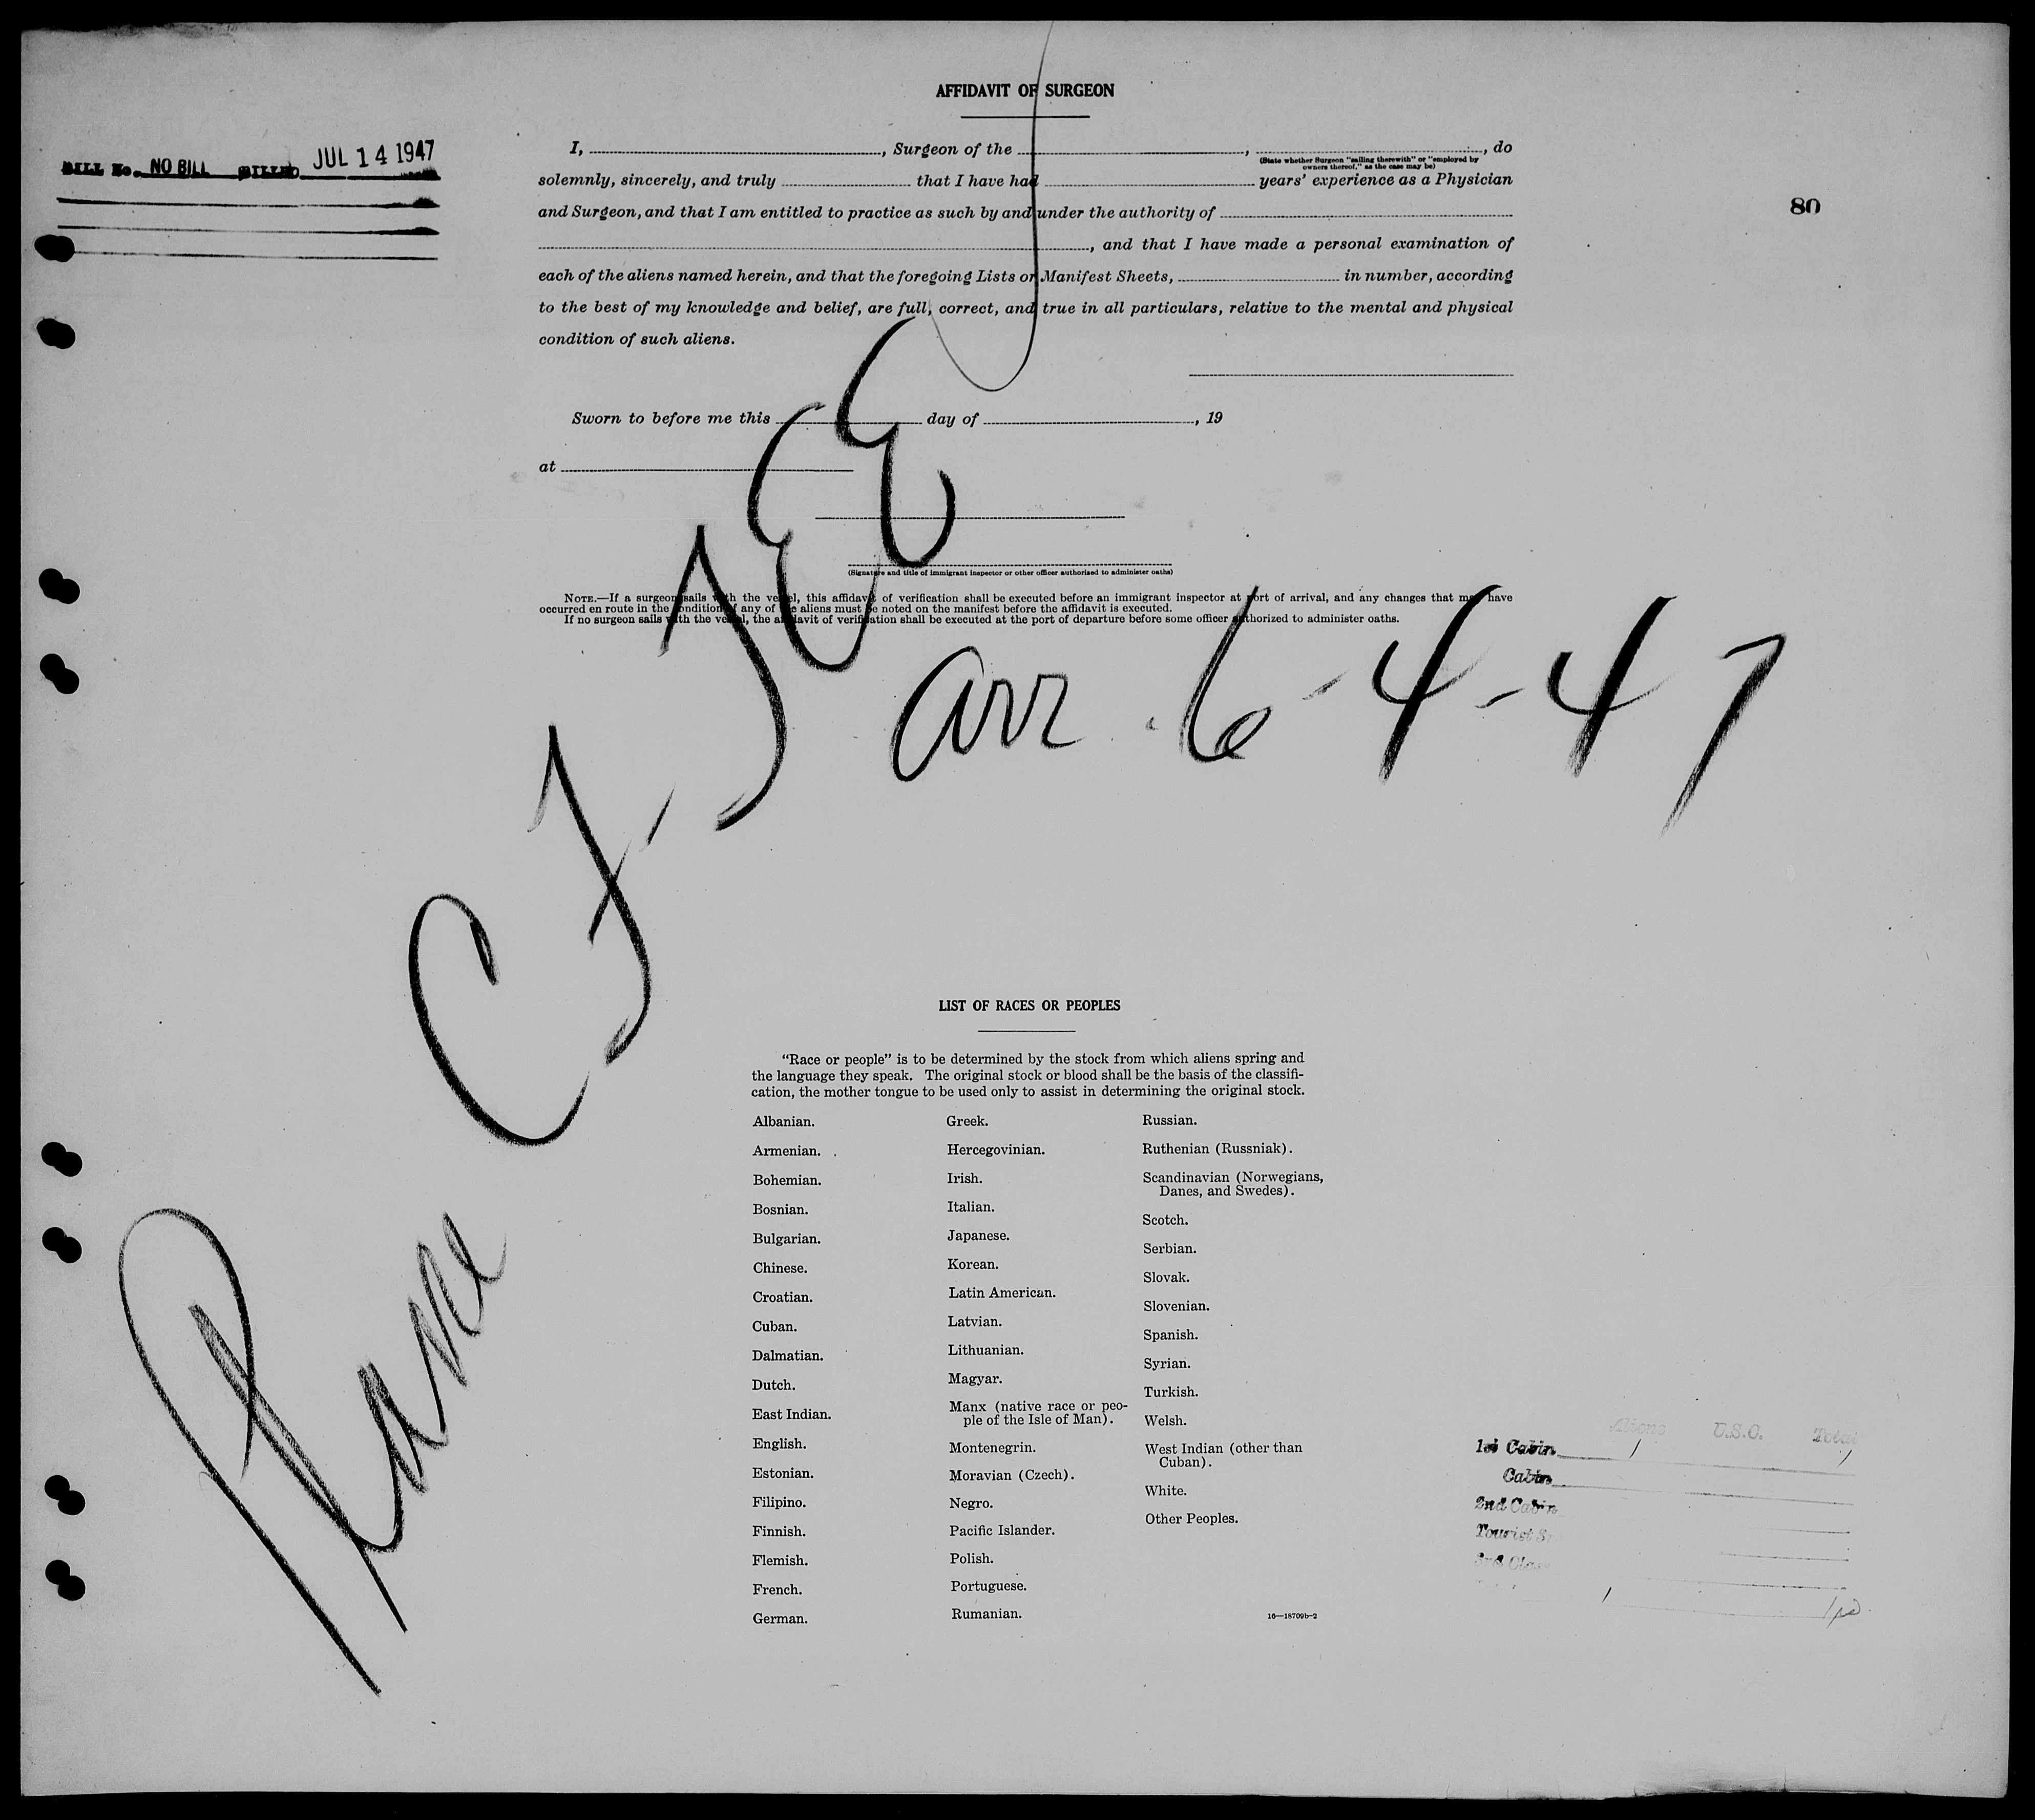 AFFIDAVIT OF SURGEON
BILL No. NO BILL BILLED JUL 14 1947
80
I, , Surgeon of the , , do
(State whether Surgeon "sailing therewith" or "employed by
owners thereof," as the case may be)
solemnly, sincerely, and truly that I have had years' experience as a Physician
and Surgeon, and that I am entitled to practice as such by and under the authority of
, and that I have made a personal examination of
each of the aliens named herein, and that the foregoing Lists or Manifest Sheets, in number, according
to the best of my knowledge and belief, are full, correct, and true in all particulars, relative to the mental and physical
condition of such aliens.
Sworn to before me this day of , 19
at
(Signature and title of immigrant inspector or other officer authorized to administer oaths)
NOTE.—If a surgeon sails with the vessel, this affidavit of verification shall be executed before an immigrant inspector at port of arrival, and any changes that may have
occurred en route in the condition of any of the aliens must be noted on the manifest before the affidavit is executed.
If no surgeon sails with the vessel, the affidavit of verification shall be executed at the port of departure before some officer authorized to administer oaths.
Plane CF-
arr. 6-4-47
LIST OF RACES OR PEOPLES
"Race or people" is to be determined by the stock from which aliens spring and
the language they speak. The original stock or blood shall be the basis of the classifi-
cation, the mother tongue to be used only to assist in determining the original stock.
Albanian.
Armenian.
Bohemian.
Bosnian.
Bulgarian.
Chinese.
Croatian.
Cuban.
Dalmatian.
Dutch.
East Indian.
English.
Estonian.
Filipino.
Finnish.
Flemish.
French.
German.
Greek.
Hercegovinian.
Irish.
Italian.
Japanese.
Korean.
Latin American.
Latvian.
Lithuanian.
Magyar.
Manx (native race or peo-
ple of the Isle of Man).
Montenegrin.
Moravian (Czech).
Negro.
Pacific Islander.
Polish.
Portuguese.
Rumanian.
Russian.
Ruthenian (Russniak).
Scandinavian (Norwegians,
Danes, and Swedes).
Scotch.
Serbian.
Slovak.
Slovenian.
Spanish.
Syrian.
Turkish.
Welsh.
West Indian (other than
Cuban).
White.
Other Peoples.
16—18709b-2
Aliens U.S.C. Total
1st Cabin 1 1
Cabin
2nd Cabin
Tourist
3rd Class
1 1